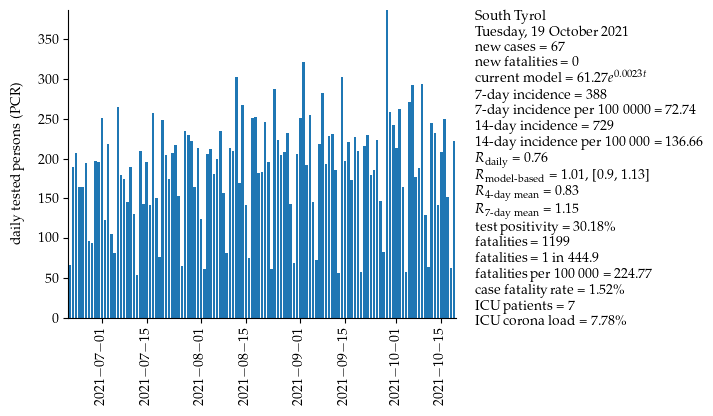 350
300
250
200
150
100
50
0
daily tested persons (PCR)
2021−07−01
2021−07−15
2021−08−01
2021−08−15
2021−09−01
2021−09−15
2021−10−01
2021−10−15
South Tyrol
Tuesday, 19 October 2021
new cases = 67
new fatalities = 0
current model = 61.27e^0.0023t
7-day incidence = 388
7-day incidence per 100 0000 = 72.74
14-day incidence = 729
14-day incidence per 100 000 = 136.66
R_daily = 0.76
R_model-based = 1.01, [0.9, 1.13]
R_4-day mean = 0.83
R_7-day mean = 1.15
test positivity = 30.18%
fatalities = 1199
fatalities = 1 in 444.9
fatalities per 100 000 = 224.77
case fatality rate = 1.52%
ICU patients = 7
ICU corona load = 7.78%